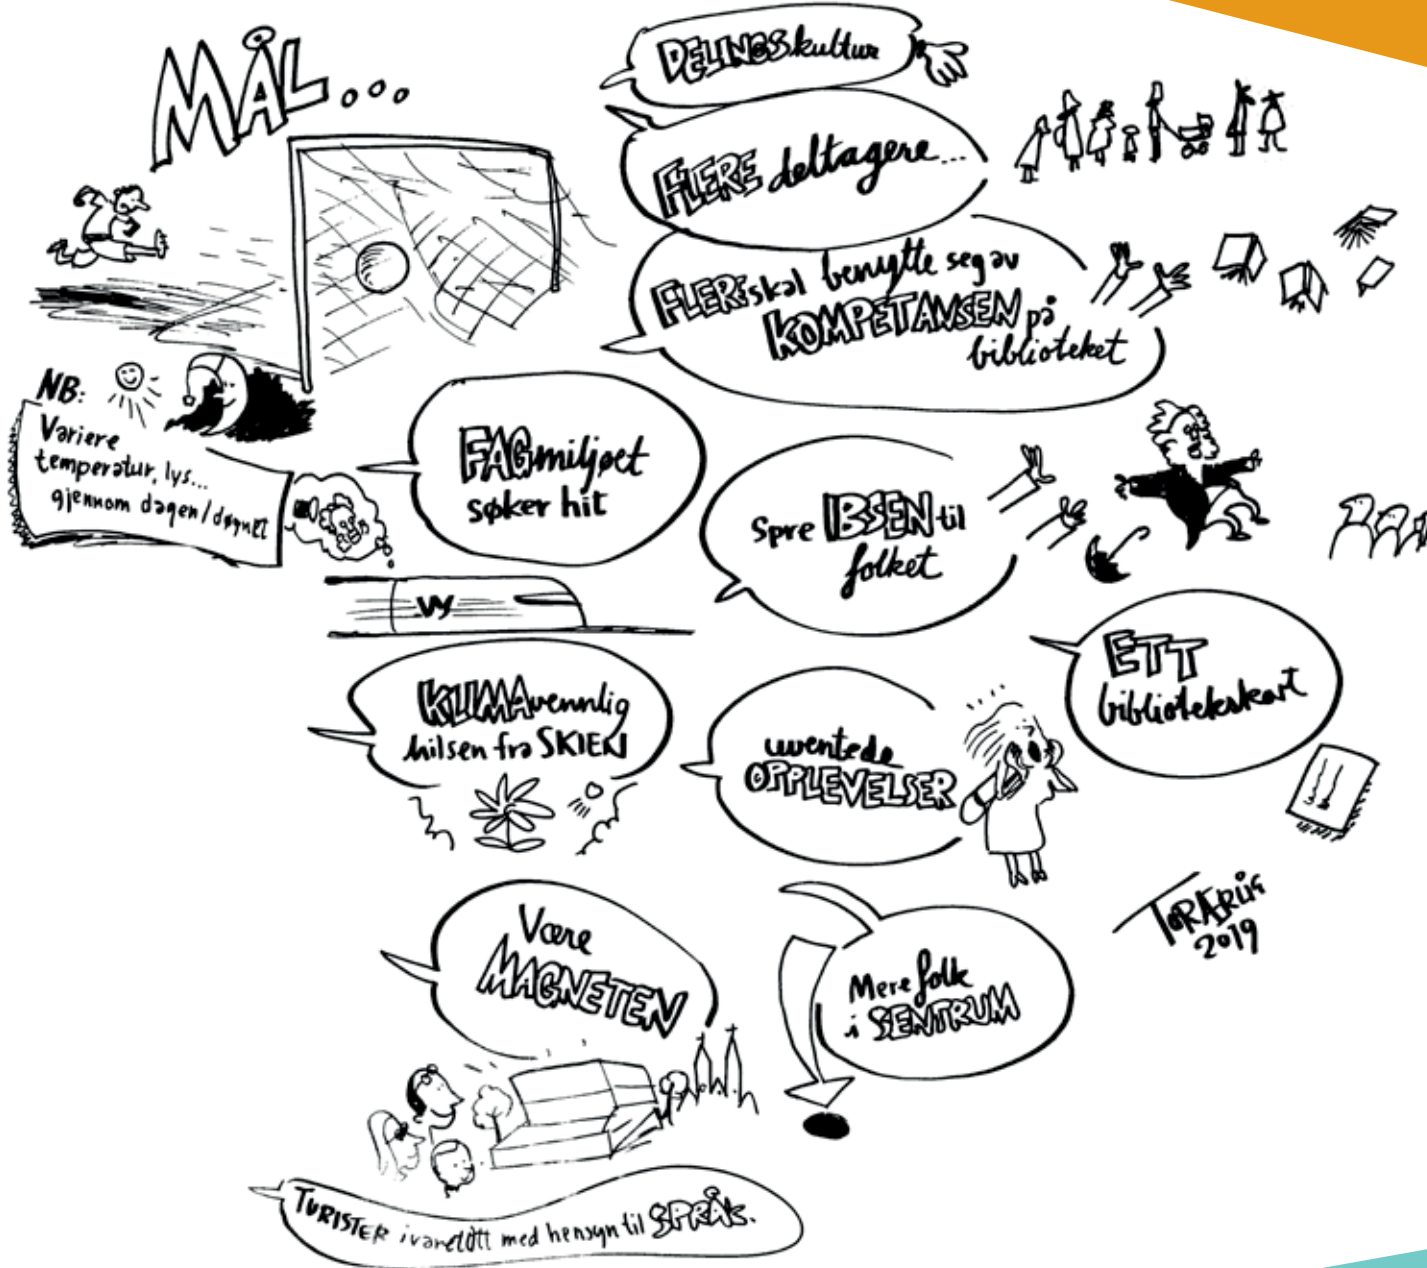 MÅL...
DELINGSkultur
FLERE deltagere...
FLERE skal benytte seg av
KOMPETANSEN på
biblioteket
NB:
Variere
temperatur, lys...
gjennom dagen/døgnet
FAGmiljøet
søker hit
Spre IBSEN til
folket
VY
KLIMAvennlig
hilsen fra SKIEN
uventede
OPPLEVELSER
ETT
bibliotekskort
Være
MAGNETEN
Mere folk
i SENTRUM
2019
TURISTER ivaretatt med hensyn til SPRÅK.